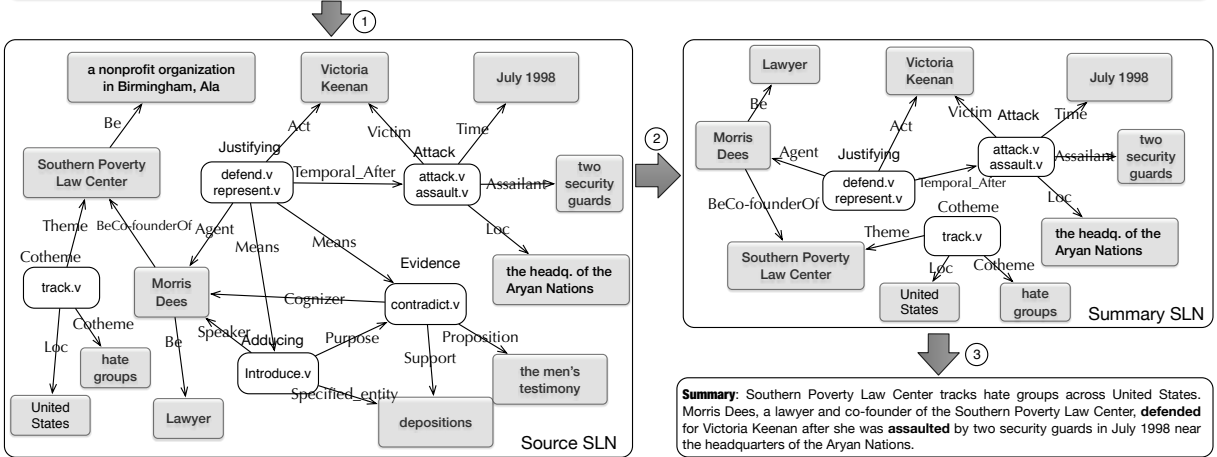 1
a nonprofit organization
in Birmingham, Ala
Victoria
Keenan
July 1998
Be
Act
Victim
Time
Southern Poverty
Law Center
Justifying
defend.v
represent.v
Temporal_After
Attack
attack.v
assault.v
Assailant
two
security
guards
Theme
BeCo-founderOf
Agent
Means
Means
Loc
Cotheme
track.v
Morris
Dees
Evidence
contradict.v
the headq. of the
Aryan Nations
Cognizer
Loc
Cotheme
hate
groups
Be
Speaker
Adducing
Introduce.v
Purpose
Support
Proposition
Specified_entity
the men's
testimony
United
States
Lawyer
depositions
Source SLN
2
Lawyer
Victoria
Keenan
July 1998
Be
Act
Victim
Attack
Time
Morris
Dees
Agent
Justifying
defend.v
represent.v
Temporal_After
attack.v
assault.v
Assailant
two
security
guards
BeCo-founderOf
Cotheme
Loc
Theme
track.v
the headq. of the
Aryan Nations
Southern Poverty
Law Center
Loc
Cotheme
United
States
hate
groups
Summary SLN
3
Summary: Southern Poverty Law Center tracks hate groups across United States.
Morris Dees, a lawyer and co-founder of the Southern Poverty Law Center, defended
for Victoria Keenan after she was assaulted by two security guards in July 1998 near
the headquarters of the Aryan Nations.